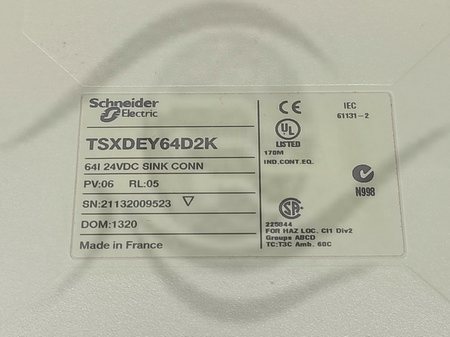 Schneider
Electric
TSXDEY64D2K
64I 24VDC SINK CONN
PV:06 RL:05
SN:21132009523
DOM:1320
Made in France
CE
IEC
61131-2
UL
LISTED
170M
IND.CONT.EQ.
N998
SA
225844
FOR HAZ LOC. Cl1 Div2
Groups ABCD
TC:T3C Amb. 60C